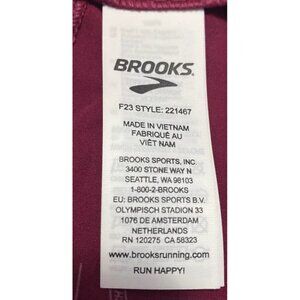 BROOKS
F23 STYLE: 221467
MADE IN VIETNAM
FABRIQUÉ AU
VIÊT NAM
BROOKS SPORTS, INC.
3400 STONE WAY N
SEATTLE, WA 98103
1-800-2-BROOKS
EU: BROOKS SPORTS B.V.
OLYMPISCH STADION 33
1076 DE AMSTERDAM
NETHERLANDS
RN 120275 CA 58323
www.brooksrunning.com
RUN HAPPY!